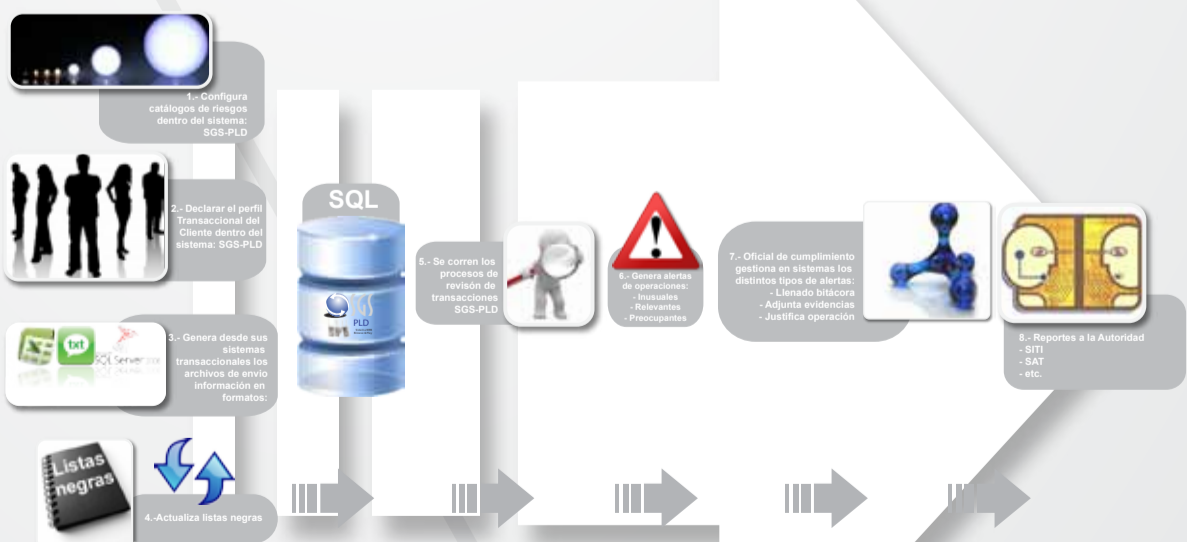 1.- Configura
catálogos de riesgos
dentro del sistema:
SGS-PLD
2.- Declarar el perfil
Transaccional del
Cliente dentro del
sistema: SGS-PLD
txt
SQL Server
3.- Genera desde sus
sistemas
transaccionales los
archivos de envio
información en
formatos:
Listas
negras
4.-Actualiza listas negras
SQL
SGS
PLD
5.- Se corren los
procesos de
revisón de
transacciones
SGS-PLD
6.- Genera alertas
de operaciones:
- Inusuales
- Relevantes
- Preocupantes
7.- Oficial de cumplimiento
gestiona en sistemas los
distintos tipos de alertas:
- Llenado bitácora
- Adjunta evidencias
- Justifica operación
8.- Reportes a la Autoridad
- SITI
- SAT
- etc.